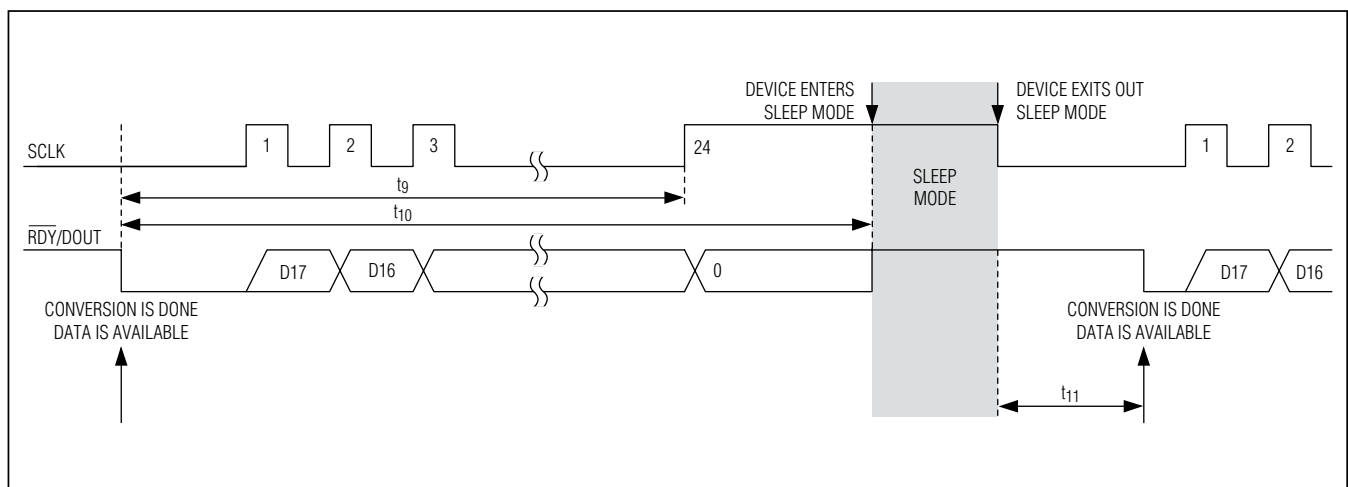 DEVICE ENTERS
SLEEP MODE
DEVICE EXITS OUT
SLEEP MODE
SCLK
1
2
3
24
1
2
SLEEP
MODE
t9
t10
RDY/DOUT
D17
D16
0
D17
D16
CONVERSION IS DONE
DATA IS AVAILABLE
CONVERSION IS DONE
DATA IS AVAILABLE
t11